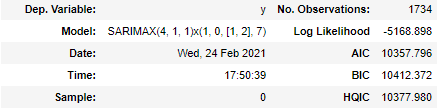 Dep. Variable: y No. Observations: 1734
Model: SARIMAX(4, 1, 1)x(1, 0, [1, 2], 7) Log Likelihood -5168.898
Date: Wed, 24 Feb 2021 AIC 10357.796
Time: 17:50:39 BIC 10412.372
Sample: 0 HQIC 10377.980